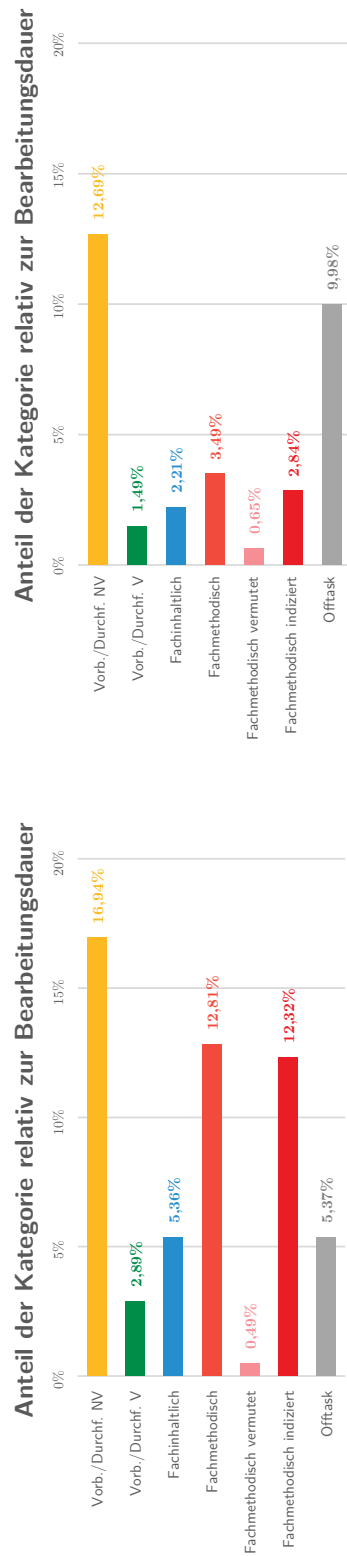 Anteil der Kategorie relativ zur Bearbeitungsdauer
0% 5% 10% 15% 20%
Vorb./Durchf. NV 16,94%
Vorb./Durchf. V 2,89%
Fachinhaltlich 5,36%
Fachmethodisch 12,81%
Fachmethodisch vermutet 0,49%
Fachmethodisch indiziert 12,32%
Offtask 5,37%
Anteil der Kategorie relativ zur Bearbeitungsdauer
0% 5% 10% 15% 20%
Vorb./Durchf. NV 12,69%
Vorb./Durchf. V 1,49%
Fachinhaltlich 2,21%
Fachmethodisch 3,49%
Fachmethodisch vermutet 0,65%
Fachmethodisch indiziert 2,84%
Offtask 9,98%